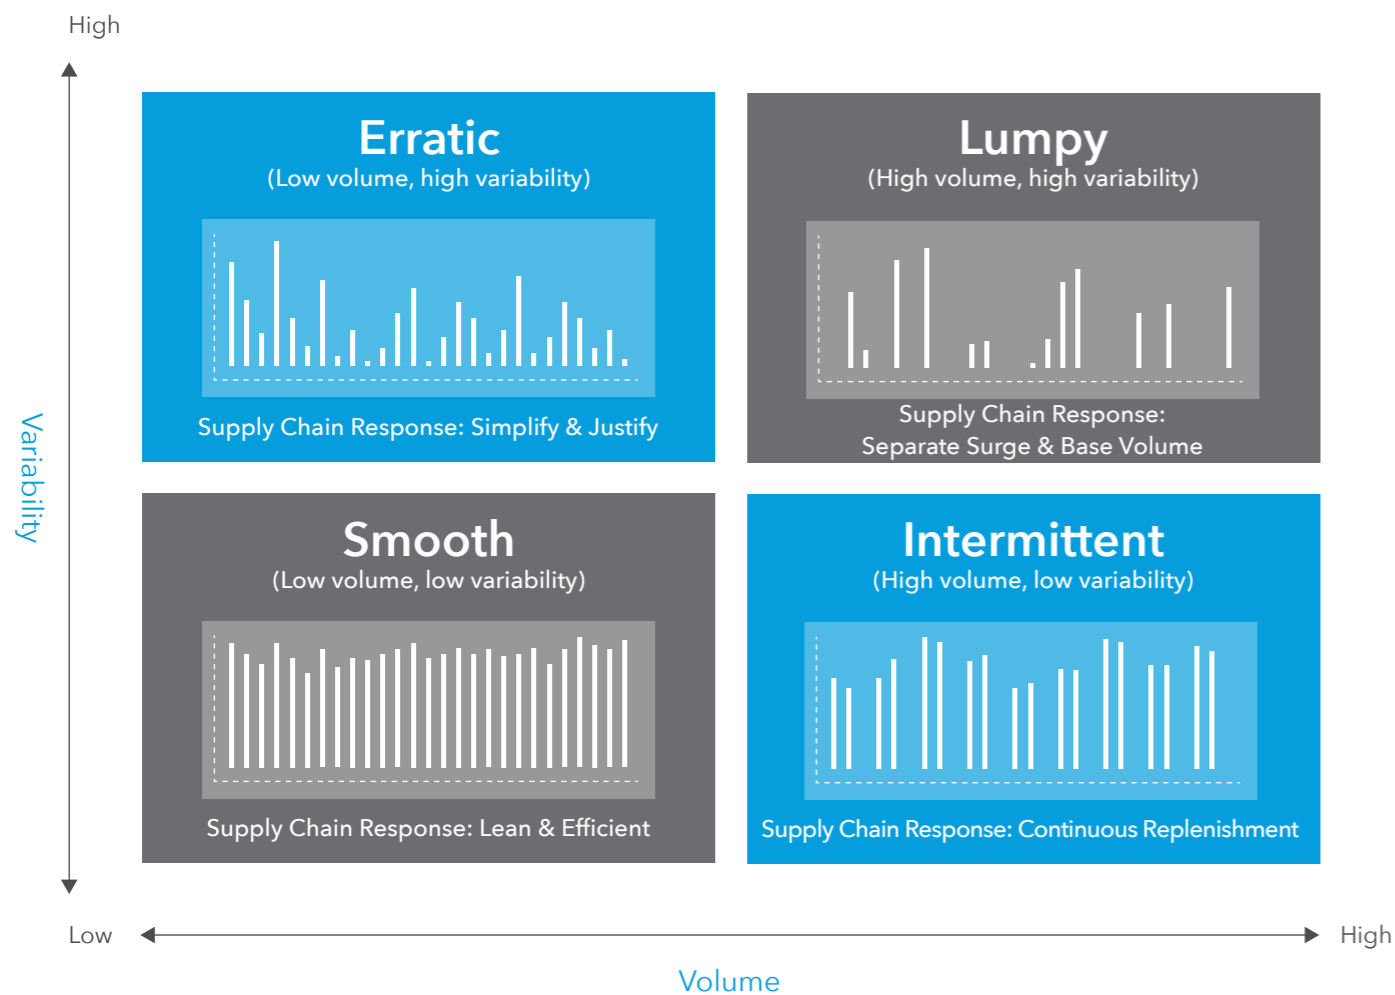 High
Erratic
(Low volume, high variability)
Supply Chain Response: Simplify & Justify
Lumpy
(High volume, high variability)
Supply Chain Response:
Separate Surge & Base Volume
Variability
Smooth
(Low volume, low variability)
Supply Chain Response: Lean & Efficient
Intermittent
(High volume, low variability)
Supply Chain Response: Continuous Replenishment
Low
High
Volume